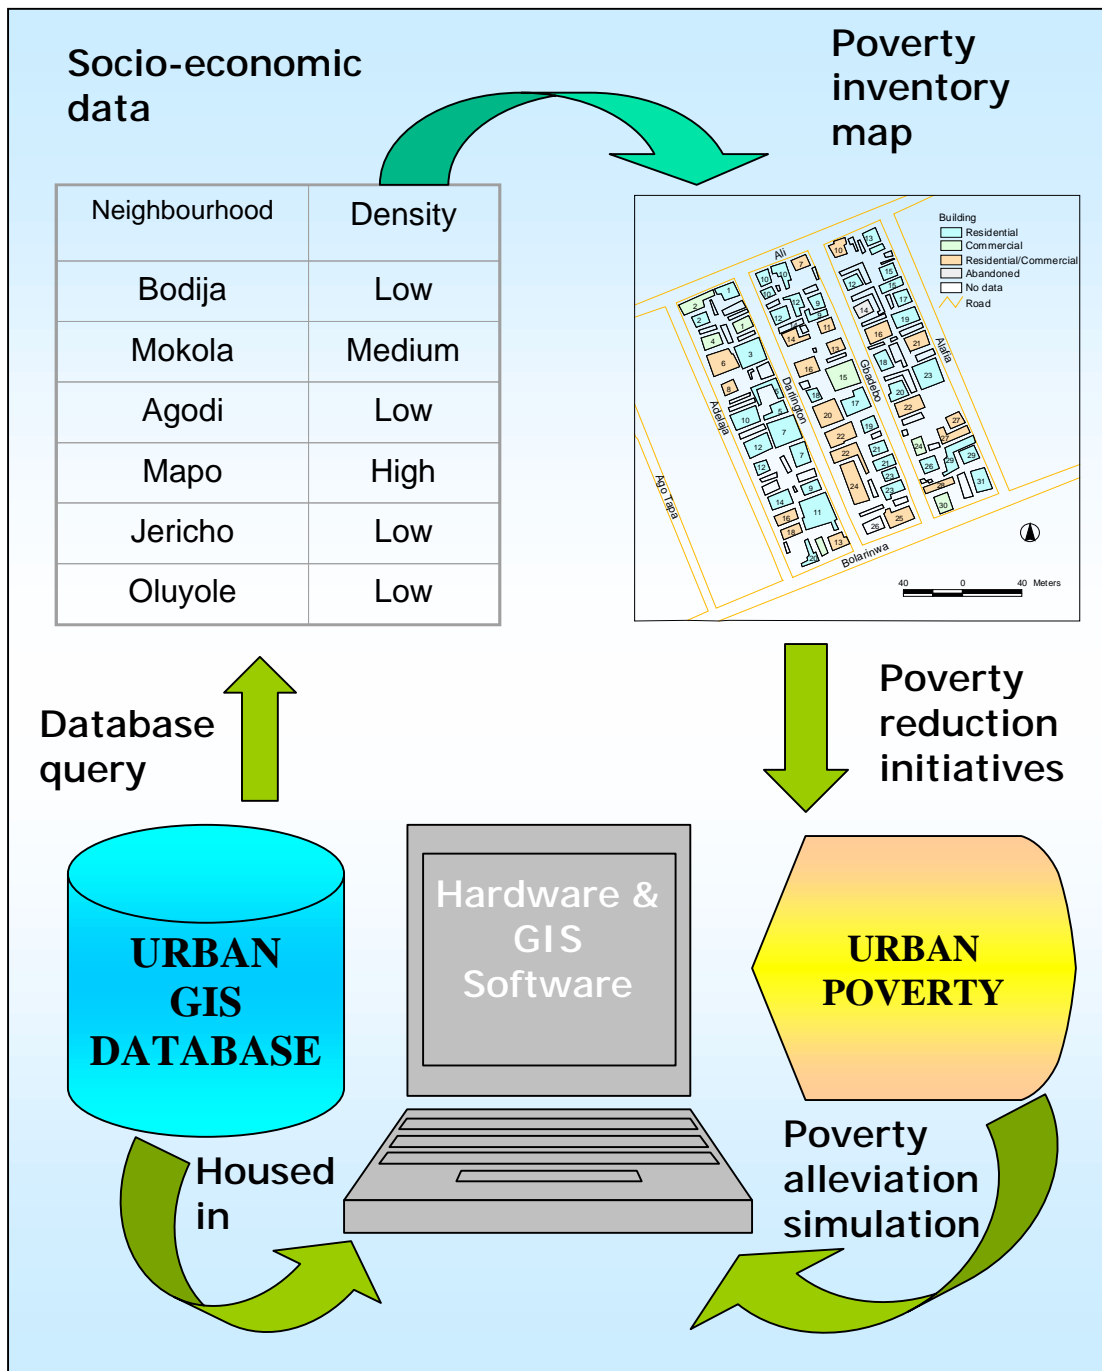 Socio-economic
data
Poverty
inventory
map
Neighbourhood Density
Bodija Low
Mokola Medium
Agodi Low
Mapo High
Jericho Low
Oluyole Low
Building
Residential
Commercial
Residential/Commercial
Abandoned
No data
Road
Ali
Adelaja
Darlington
Gbadebo
Alafia
Ago Tapa
Bolarinwa
40 0 40 Meters
Database
query
Poverty
reduction
initiatives
URBAN
GIS
DATABASE
Hardware &
GIS
Software
URBAN
POVERTY
Housed
in
Poverty
alleviation
simulation